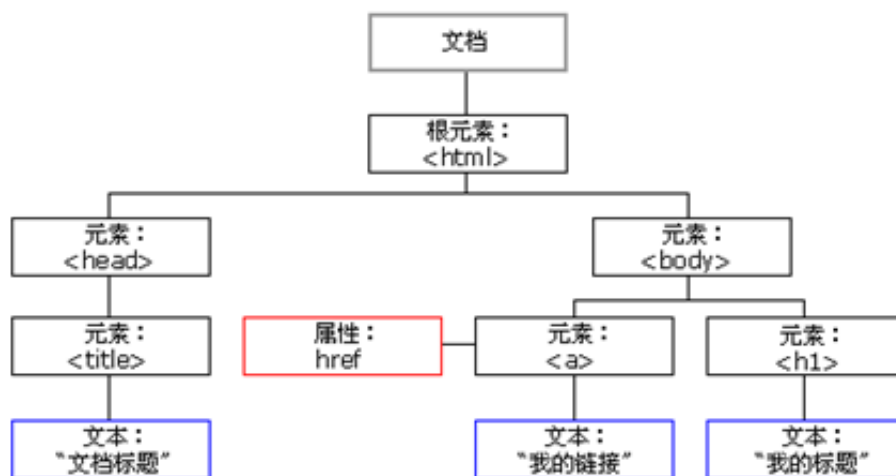 文档
根元素：
<html>
元素：
<head>
元素：
<body>
元素：
<title>
属性：
href
元素：
<a>
元素：
<h1>
文本：
“文档标题”
文本：
“我的链接”
文本：
“我的标题”